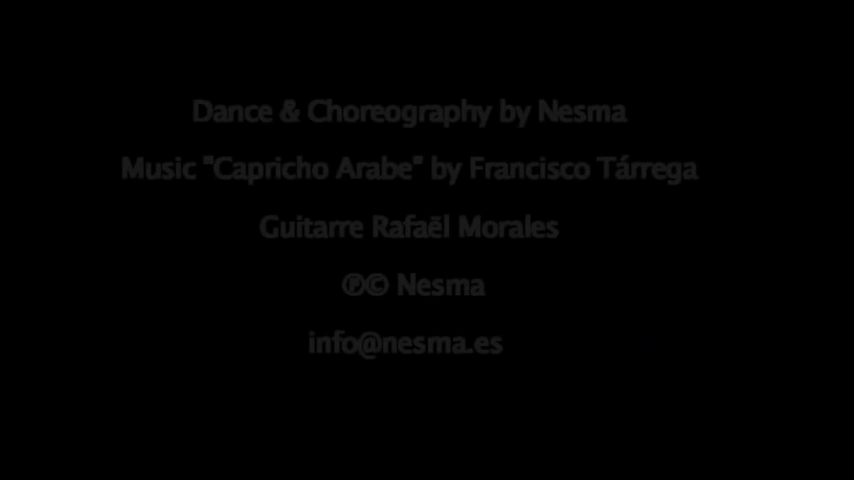 Dance & Choreography by Nesma
Music "Capricho Arabe" by Francisco Tárrega
Guitarre Rafaël Morales
℗© Nesma
info@nesma.es